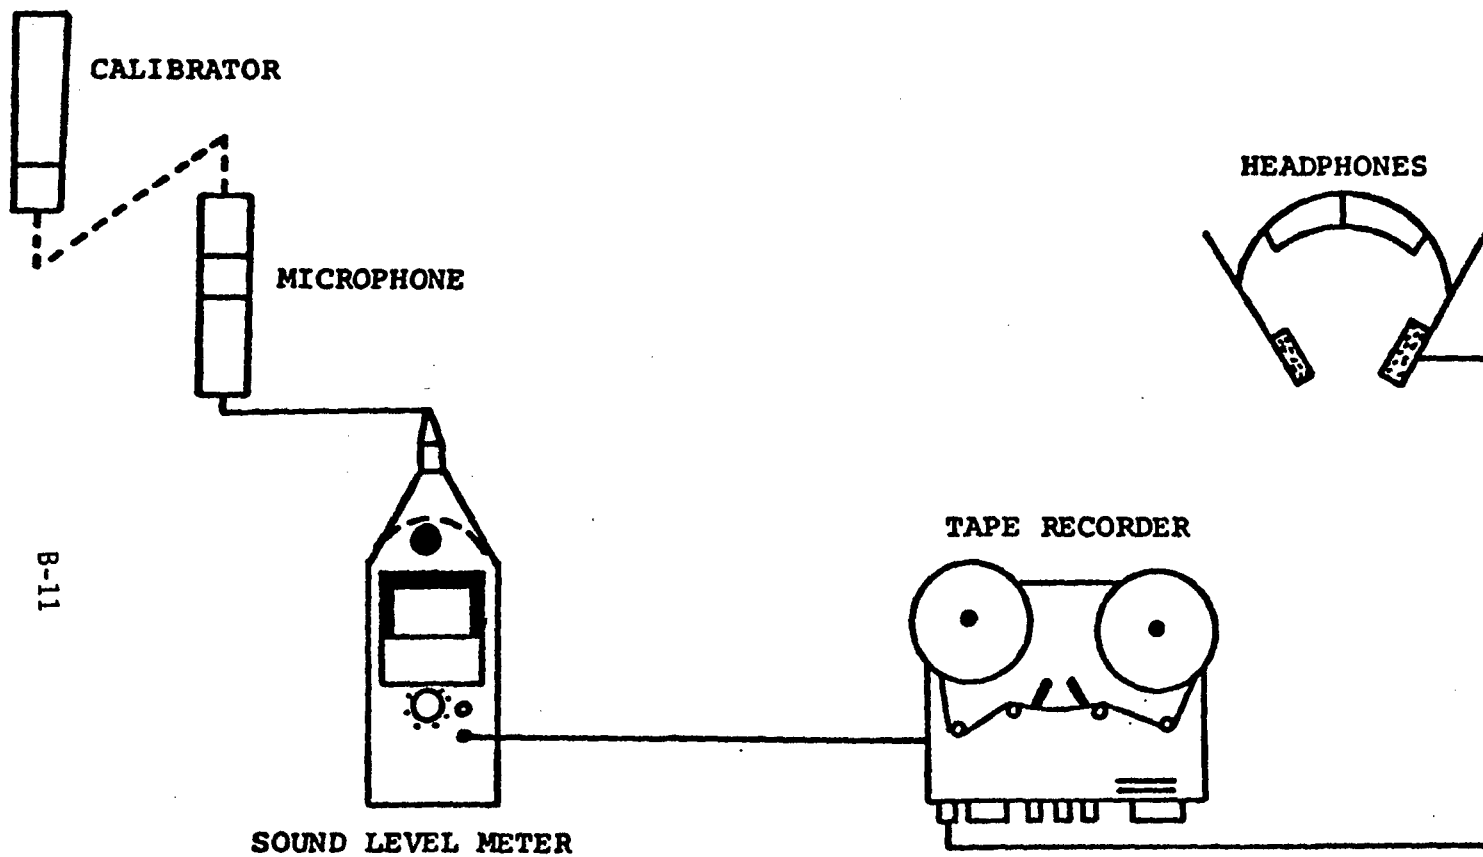 CALIBRATOR
HEADPHONES
MICROPHONE
TAPE RECORDER
B-11
SOUND LEVEL METER